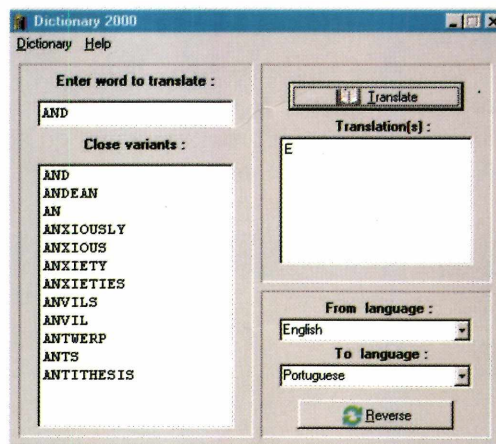 Dictionary 2000
Dictionary Help
Enter word to translate :
AND
Close variants :
AND
ANDEAN
AN
ANXIOUSLY
ANXIOUS
ANXIETY
ANXIETIES
ANVILS
ANVIL
ANTWERP
ANTS
ANTITHESIS
Translate
Translation(s) :
E
From language :
English
To language :
Portuguese
Reverse